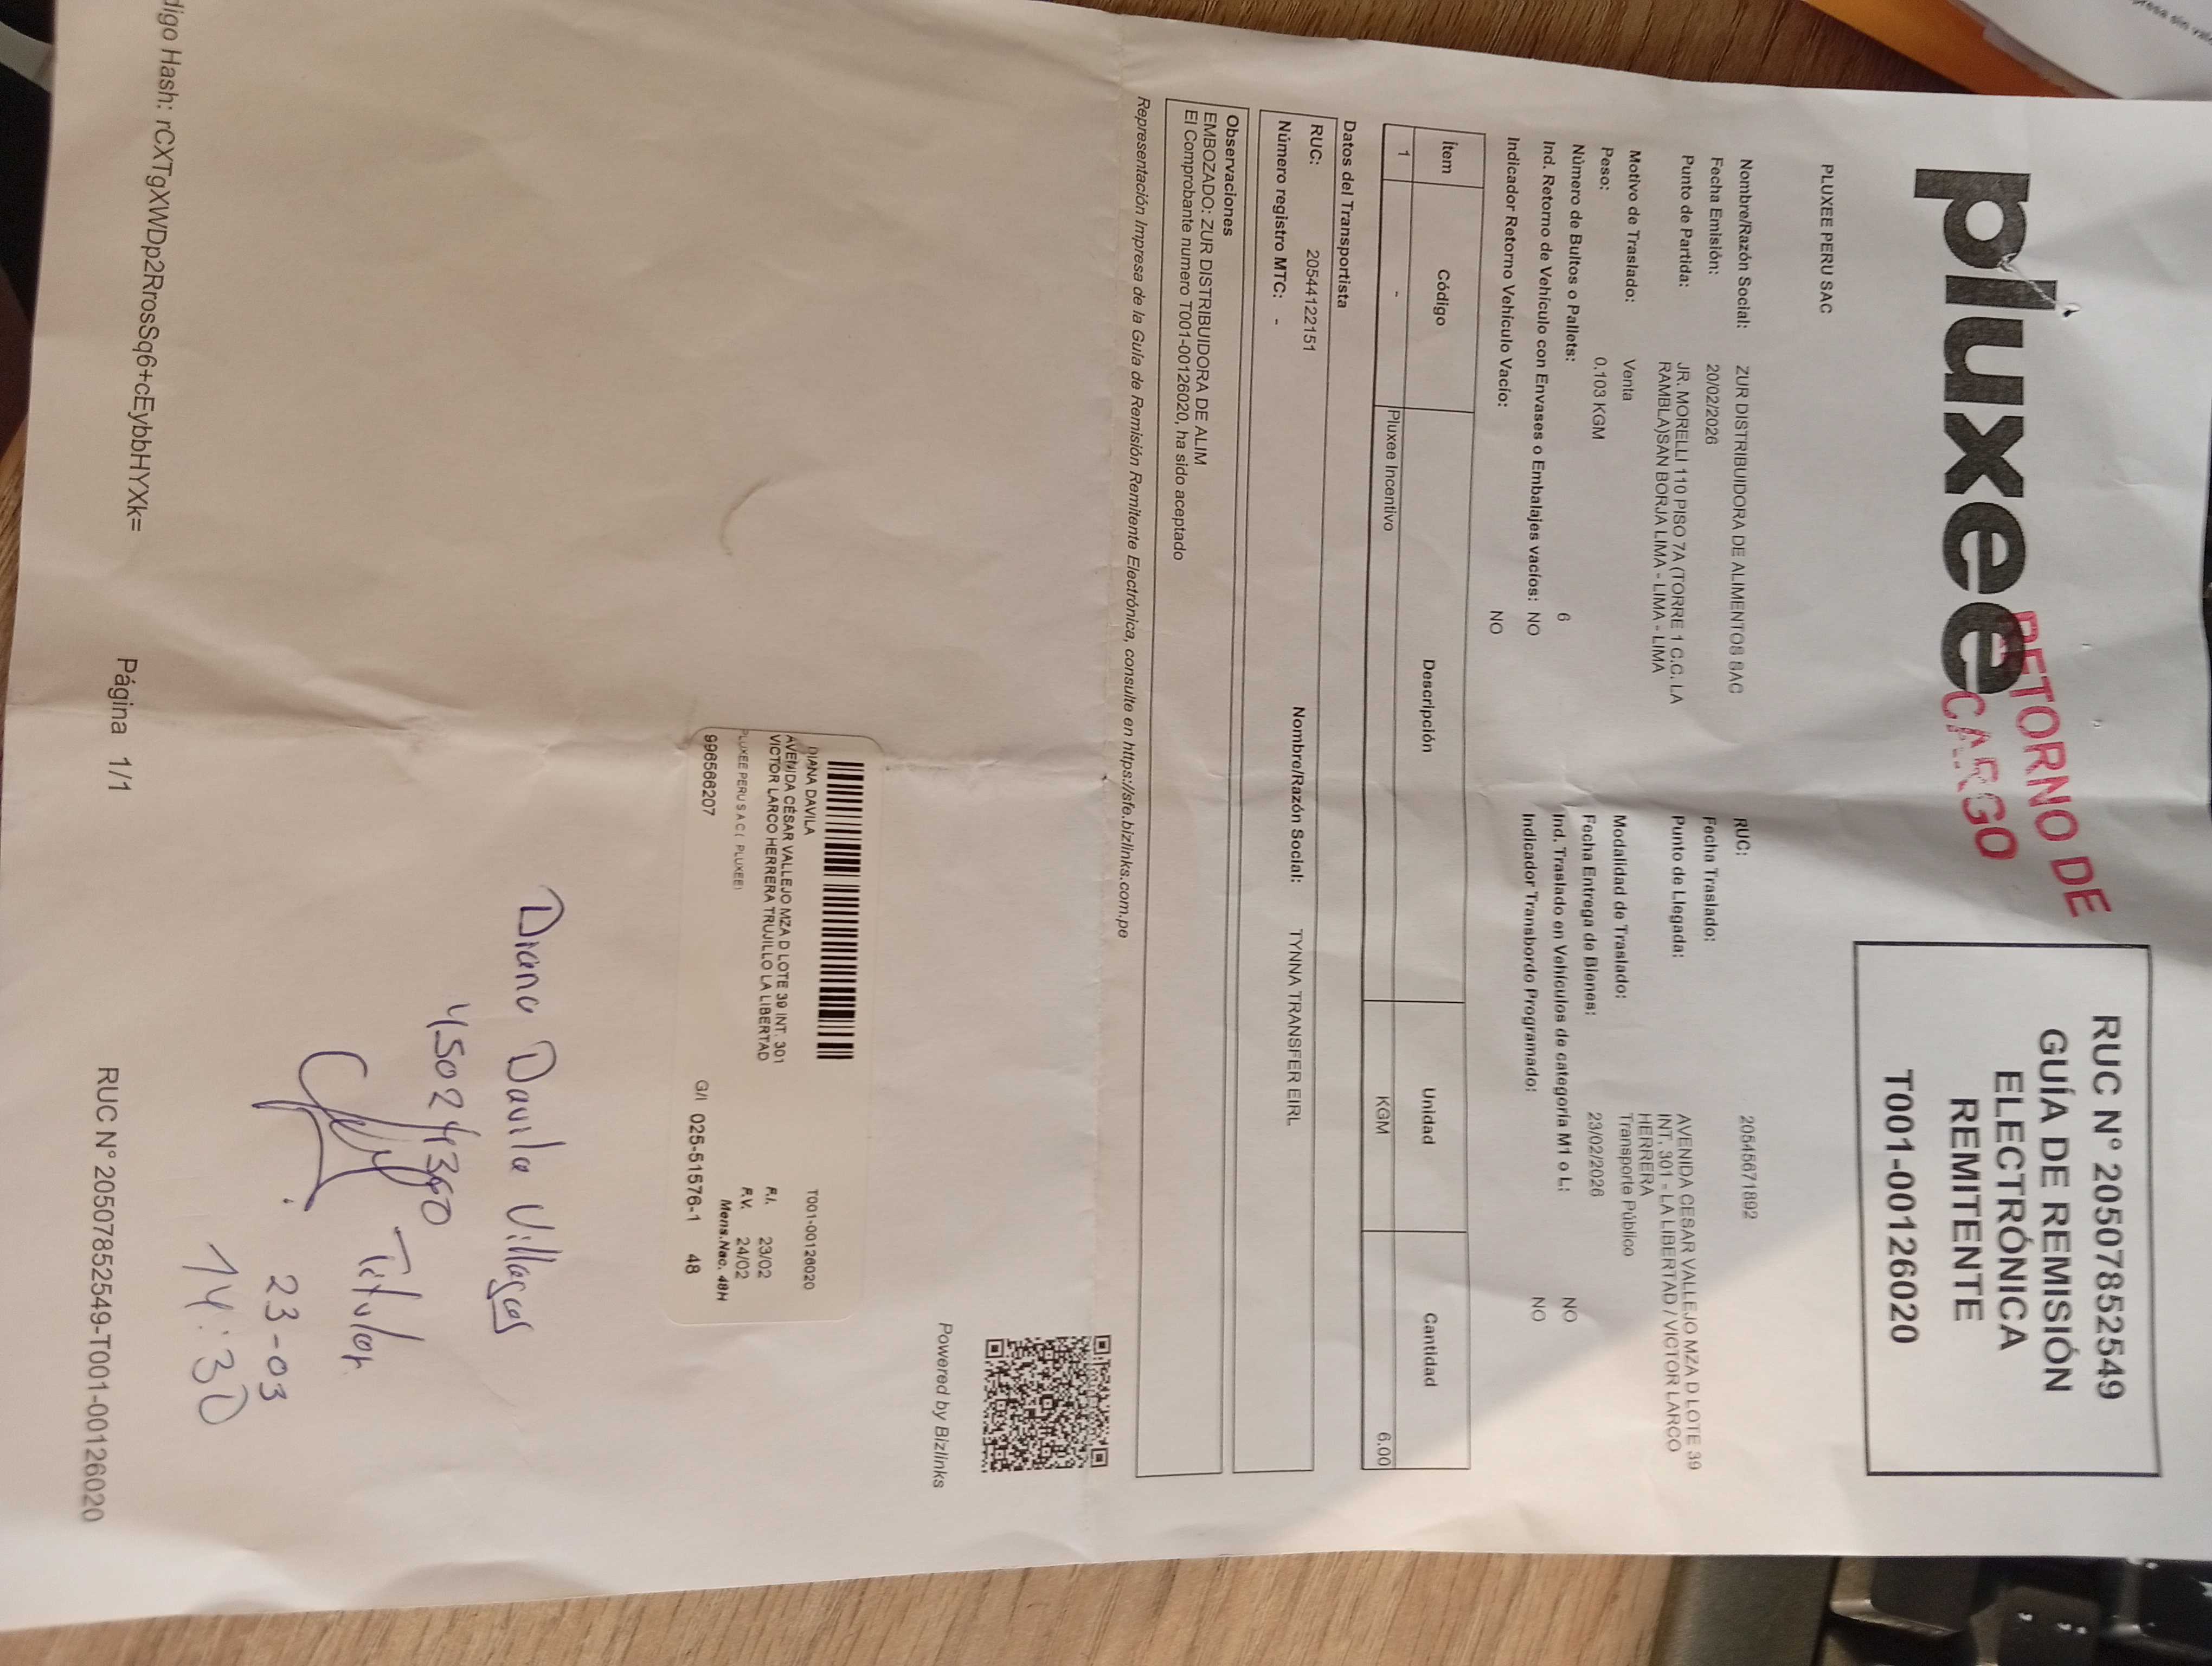 pluxee
RETORNO DE
CARGO
RUC N° 20507852549
GUÍA DE REMISIÓN
ELECTRÓNICA
REMITENTE
T001-00126020
PLUXEE PERU SAC
Nombre/Razón Social: ZUR DISTRIBUIDORA DE ALIMENTOS SAC
RUC: 20545671892
Fecha Emisión: 20/02/2026
Fecha Traslado:
Punto de Partida: JR. MORELLI 110 PISO 7A (TORRE 1 C.C. LA
RAMBLA)SAN BORJA LIMA - LIMA - LIMA
Punto de Llegada: AVENIDA CESAR VALLEJO MZA D LOTE 39
INT. 301 - LA LIBERTAD / VICTOR LARCO
HERRERA
Motivo de Traslado: Venta
Modalidad de Traslado: Transporte Público
Peso: 0.103 KGM
Fecha Entrega de Bienes: 23/02/2026
Número de Bultos o Pallets: 6
Ind. Traslado en Vehículos de categoría M1 o L: NO
Ind. Retorno de Vehículo con Envases o Embalajes vacíos: NO
Indicador Transbordo Programado: NO
Indicador Retorno Vehiculo Vacío: NO
Ítem Código Descripción Unidad Cantidad
1 - Pluxee Incentivo KGM 6.00
Datos del Transportista
RUC: 20544122151
Nombre/Razón Social: TYNNA TRANSFER EIRL
Número registro MTC: -
Observaciones
EMBOZADO: ZUR DISTRIBUIDORA DE ALIM
El Comprobante numero T001-00126020, ha sido aceptado
Representación Impresa de la Guía de Remisión Remitente Electrónica, consulte en https://sfe.bizlinks.com.pe
Powered by Bizlinks
DIANA DAVILA
T001-00126020
AVENIDA CÉSAR VALLEJO MZA D LOTE 39 INT. 301
VICTOR LARCO HERRERA TRUJILLO LA LIBERTAD
F.I. 23/02
PLUXEE PERU S A C ( PLUXEE)
F.V. 24/02
Mens.Nac. 48H
996566207
G/I 025-51576-1 48
Diana Davila Villegas
Titular
23-03
14:30
digo Hash: rCXTgXWDp2RrosSq6+cEybbHYXk=
Página 1/1
RUC N° 20507852549-T001-00126020